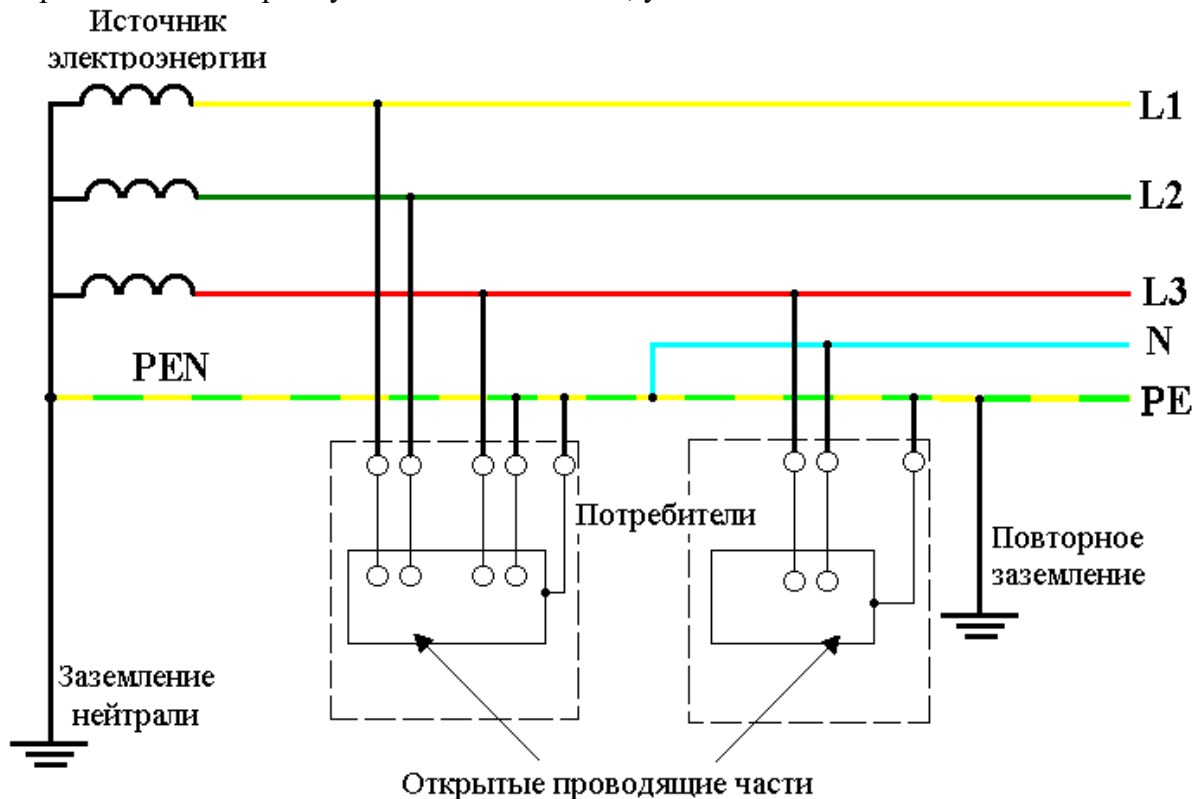 Источник
электроэнергии
L1
L2
L3
N
PEN
PE
Потребители
Повторное
заземление
Заземление
нейтрали
Открытые проводящие части